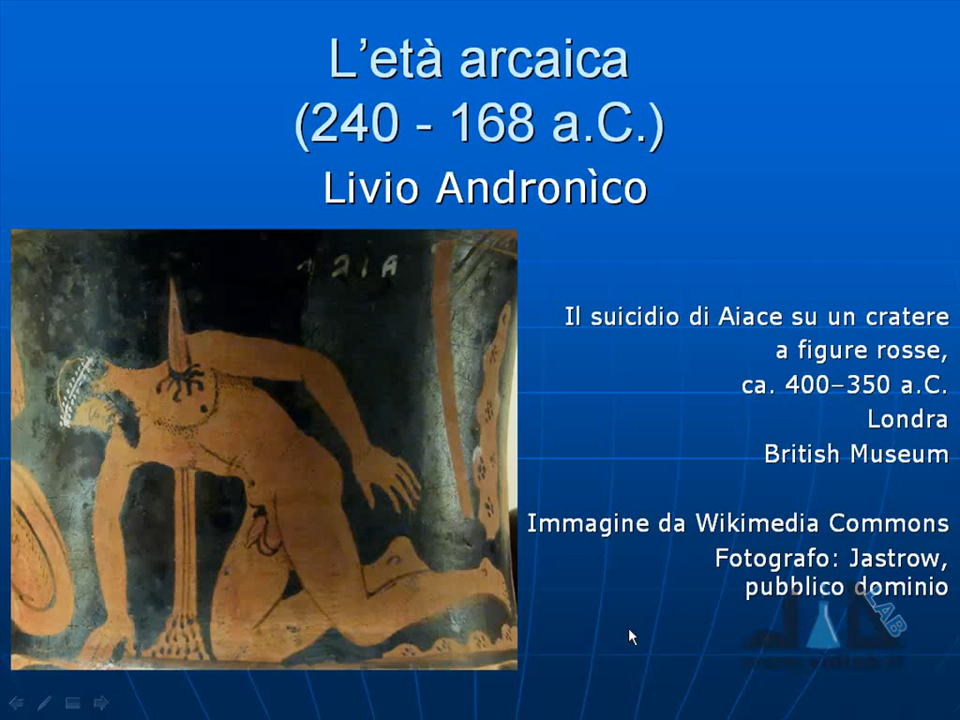 L’età arcaica
(240 - 168 a.C.)
Livio Andronìco
Il suicidio di Aiace su un cratere
a figure rosse,
ca. 400–350 a.C.
Londra
British Museum
Immagine da Wikimedia Commons
Fotografo: Jastrow,
pubblico dominio
LAB